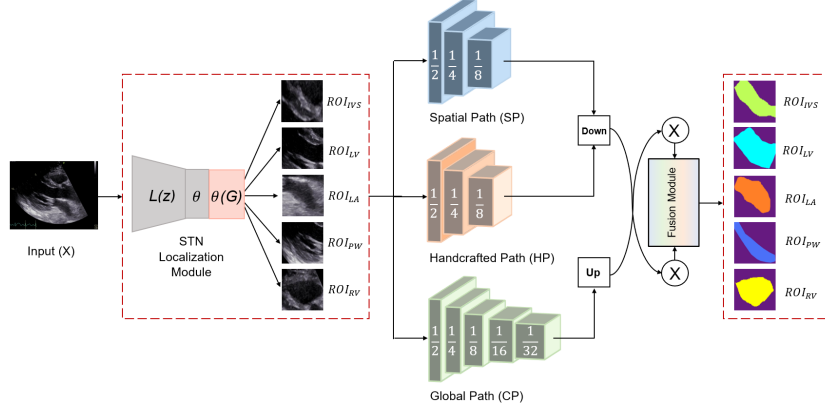 Input (X)
L(z)
θ
θ(G)
STN
Localization
Module
ROI_IVS
ROI_LV
ROI_LA
ROI_PW
ROI_RV
1/2
1/4
1/8
Spatial Path (SP)
1/2
1/4
1/8
Handcrafted Path (HP)
1/2
1/4
1/8
1/16
1/32
Global Path (CP)
Down
Up
X
X
Fusion Module
ROI_IVS
ROI_LV
ROI_LA
ROI_PW
ROI_RV